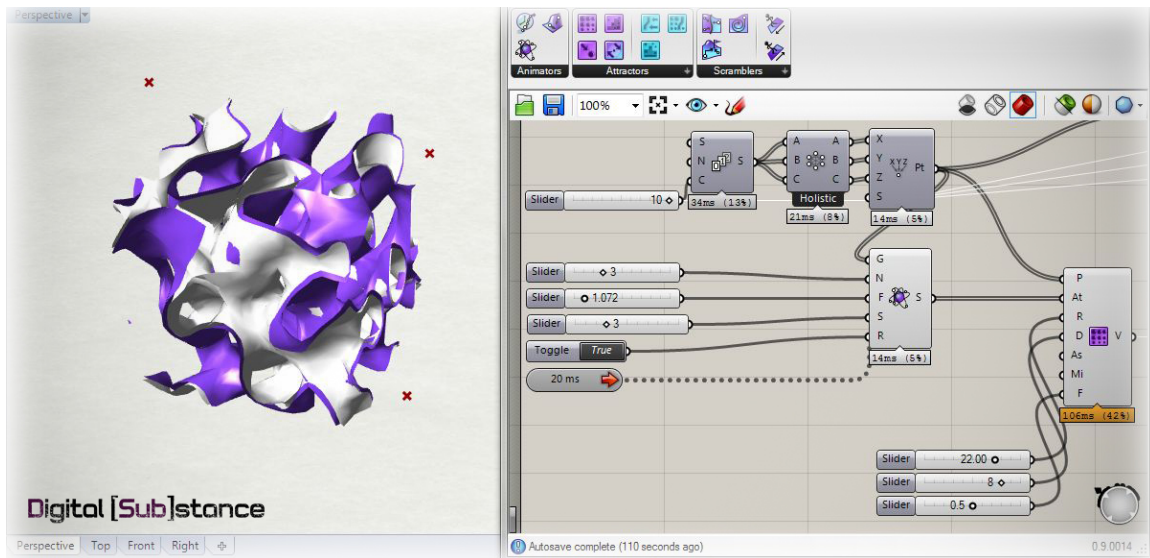 Perspective
Animators
Attractors
Scramblers
100%
S
N
C
S
34ms (13%)
A
B
C
A
B
C
Holistic
21ms (8%)
X
Y
Z
S
XYZ
Pt
14ms (5%)
Slider 10
Slider 3
Slider 1.072
Slider 3
Toggle True
20 ms
G
N
F
S
R
S
14ms (5%)
P
At
R
D
As
Mi
F
V
106ms (42%)
Slider 22.00
Slider 8
Slider 0.5
Digital [Sub]stance
Perspective Top Front Right
Autosave complete (110 seconds ago)
0.9.0014